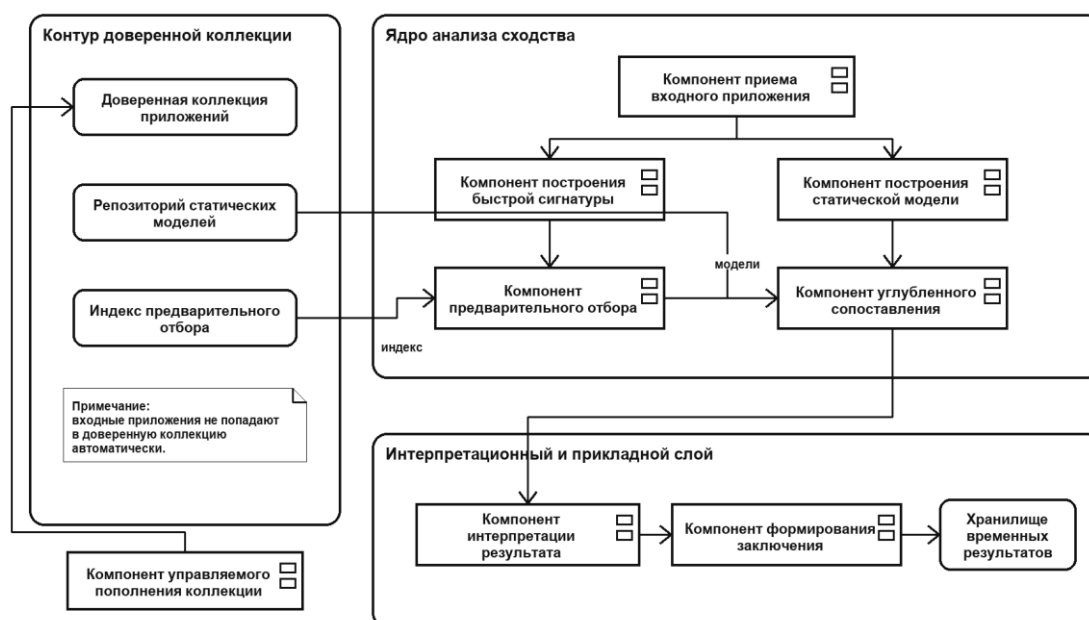 Контур доверенной коллекции
Доверенная коллекция
приложений
Репозиторий статических
моделей
Индекс предварительного
отбора
Примечание:
входные приложения не попадают
в доверенную коллекцию
автоматически.
Компонент управляемого
пополнения коллекции
Ядро анализа сходства
Компонент приема
входного приложения
Компонент построения
быстрой сигнатуры
Компонент построения
статической модели
модели
Компонент
предварительного отбора
Компонент углубленного
сопоставления
индекс
Интерпретационный и прикладной слой
Компонент
интерпретации
результата
Компонент формирования
заключения
Хранилище
временных
результатов